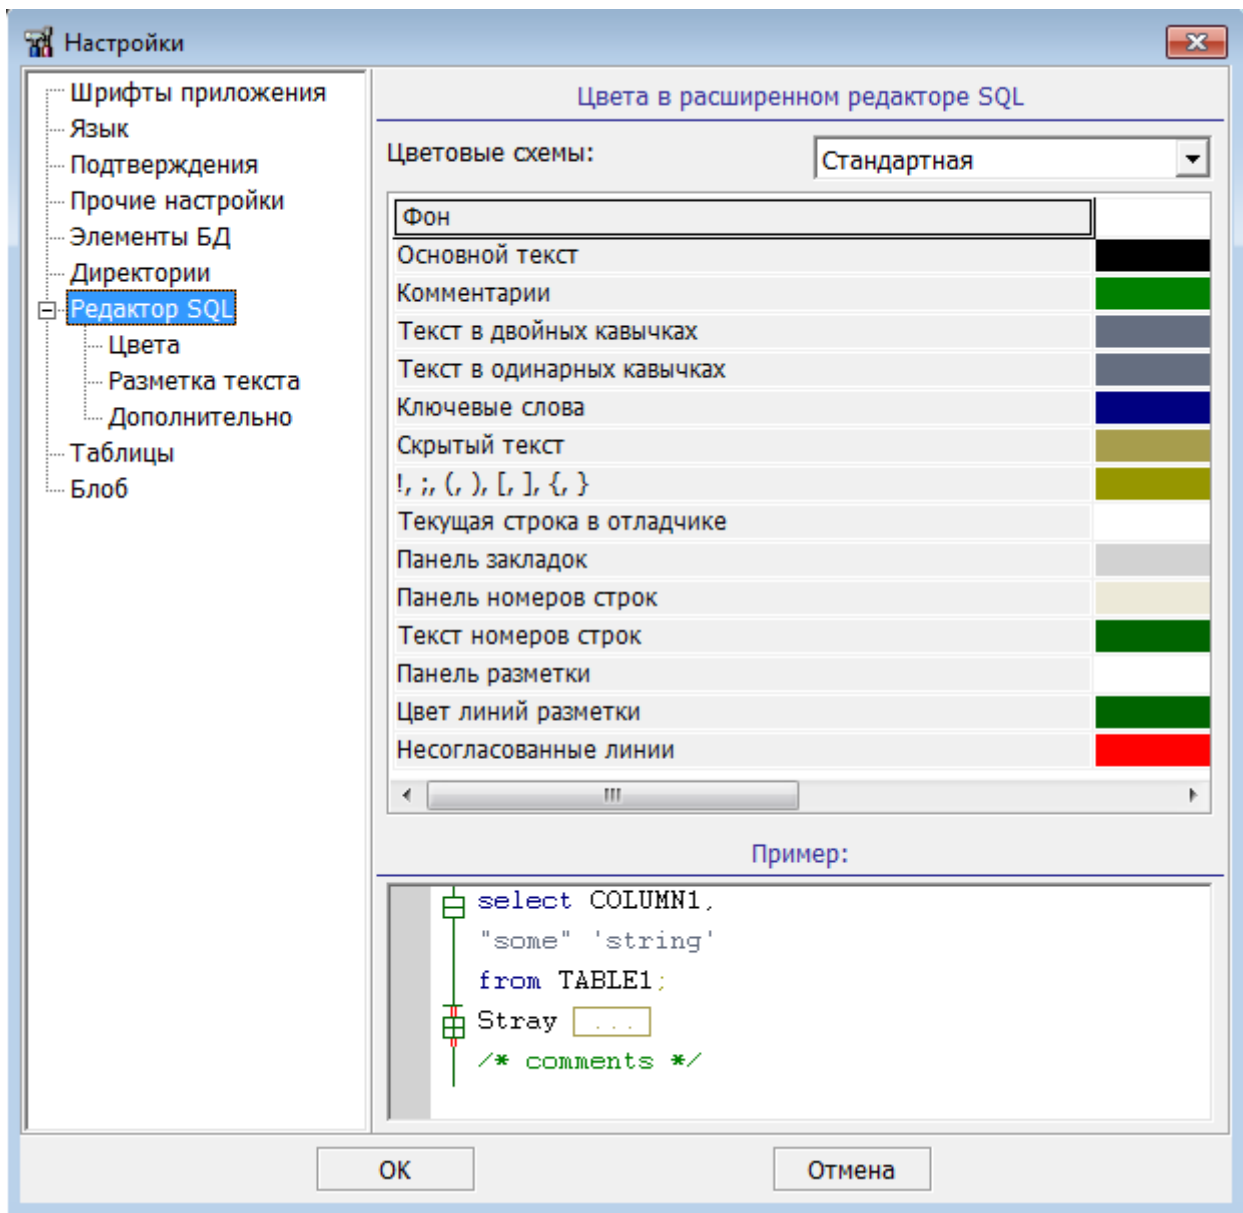 Настройки
Шрифты приложения
Язык
Подтверждения
Прочие настройки
Элементы БД
Директории
Редактор SQL
Цвета
Разметка текста
Дополнительно
Таблицы
Блоб
Цвета в расширенном редакторе SQL
Цветовые схемы:
Стандартная
Фон
Основной текст
Комментарии
Текст в двойных кавычках
Текст в одинарных кавычках
Ключевые слова
Скрытый текст
!, ;, (, ), [, ], {, }
Текущая строка в отладчике
Панель закладок
Панель номеров строк
Текст номеров строк
Панель разметки
Цвет линий разметки
Несогласованные линии
Пример:
select COLUMN1,
"some" 'string'
from TABLE1;
Stray ...
/* comments */
OK
Отмена